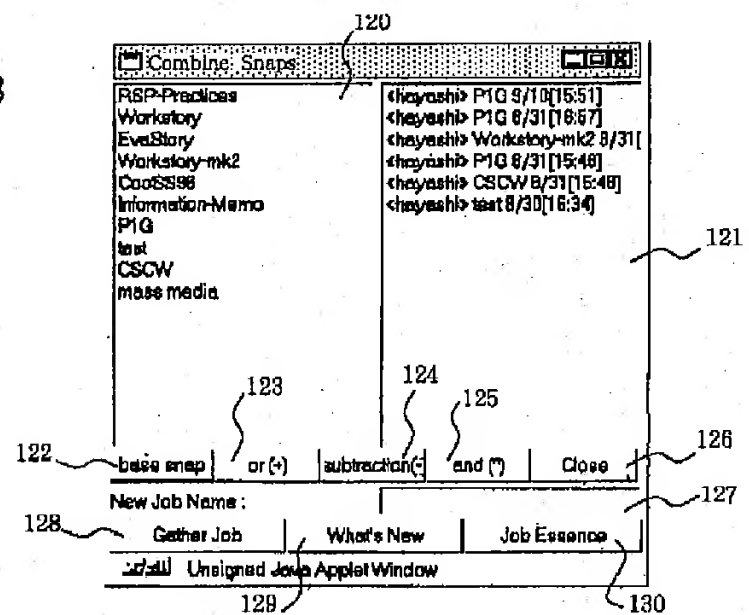 120
Combine Snaps
RSP-Practices
Workstory
EvaStory
Workstory-mk2
CooSS98
Information-Memo
P1G
test
CSCW
mass media
<hayashi> P1G 9/10[15:51]
<hayashi> P1G 8/31[16:57]
<hayashi> Workstory-mk2 8/31[
<hayashi> P1G 8/31[15:48]
<hayashi> CSCW 8/31[15:48]
<hayashi> test 8/30[16:34]
121
123
124
125
122
base snap
or (+)
subtraction(-
and (*)
Close
126
127
New Job Name :
128
Gather Job
What's New
Job Essence
Unsigned Java Applet Window
129
130